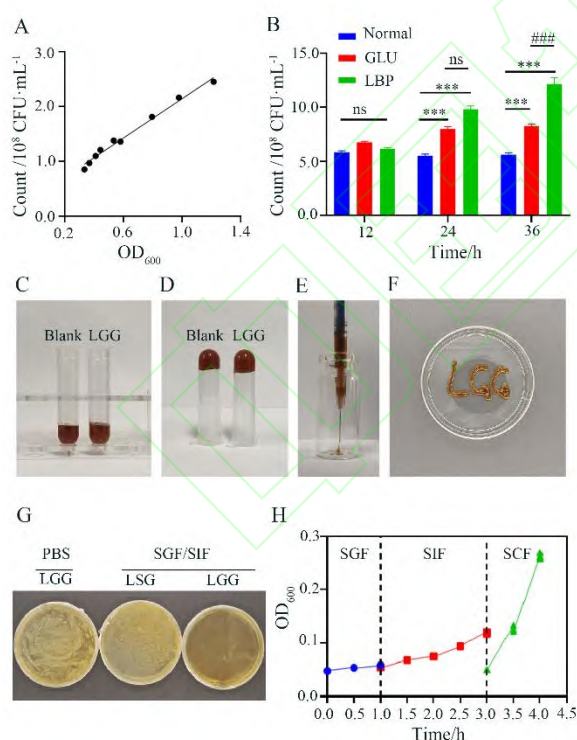 A
Count /10⁸ CFU·mL⁻¹
3.0
2.0
1.0
0.0
0.2 0.6 1.0 1.4
OD₆₀₀
B
Normal
GLU
LBP
Count /10⁸ CFU·mL⁻¹
15.0
10.0
5.0
0.0
ns
*** *** ns
*** *** ###
12 24 36
Time/h
C
Blank LGG
D
Blank LGG
E
F
LGG
G
PBS SGF/SIF
LGG LSG LGG
H
OD₆₀₀
0.3
0.2
0.1
0.0
SGF SIF SCF
0.0 0.5 1.0 1.5 2.0 2.5 3.0 3.5 4.0 4.5
Time/h